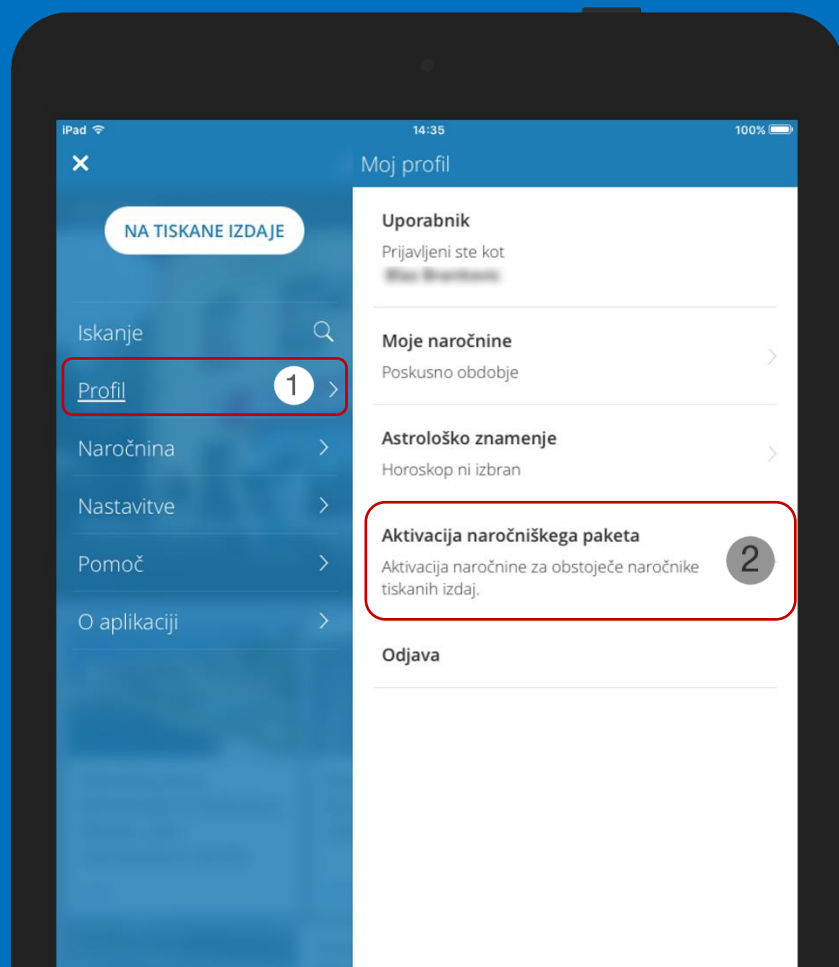 iPad 14:35 100%
Moj profil
NA TISKANE IZDAJE
Iskanje
Profil 1
Naročnina
Nastavitve
Pomoč
O aplikaciji
Uporabnik
Prijavljeni ste kot
Moje naročnine
Poskusno obdobje
Astrološko znamenje
Horoskop ni izbran
Aktivacija naročniškega paketa
Aktivacija naročnine za obstoječe naročnike
tiskanih izdaj.
2
Odjava